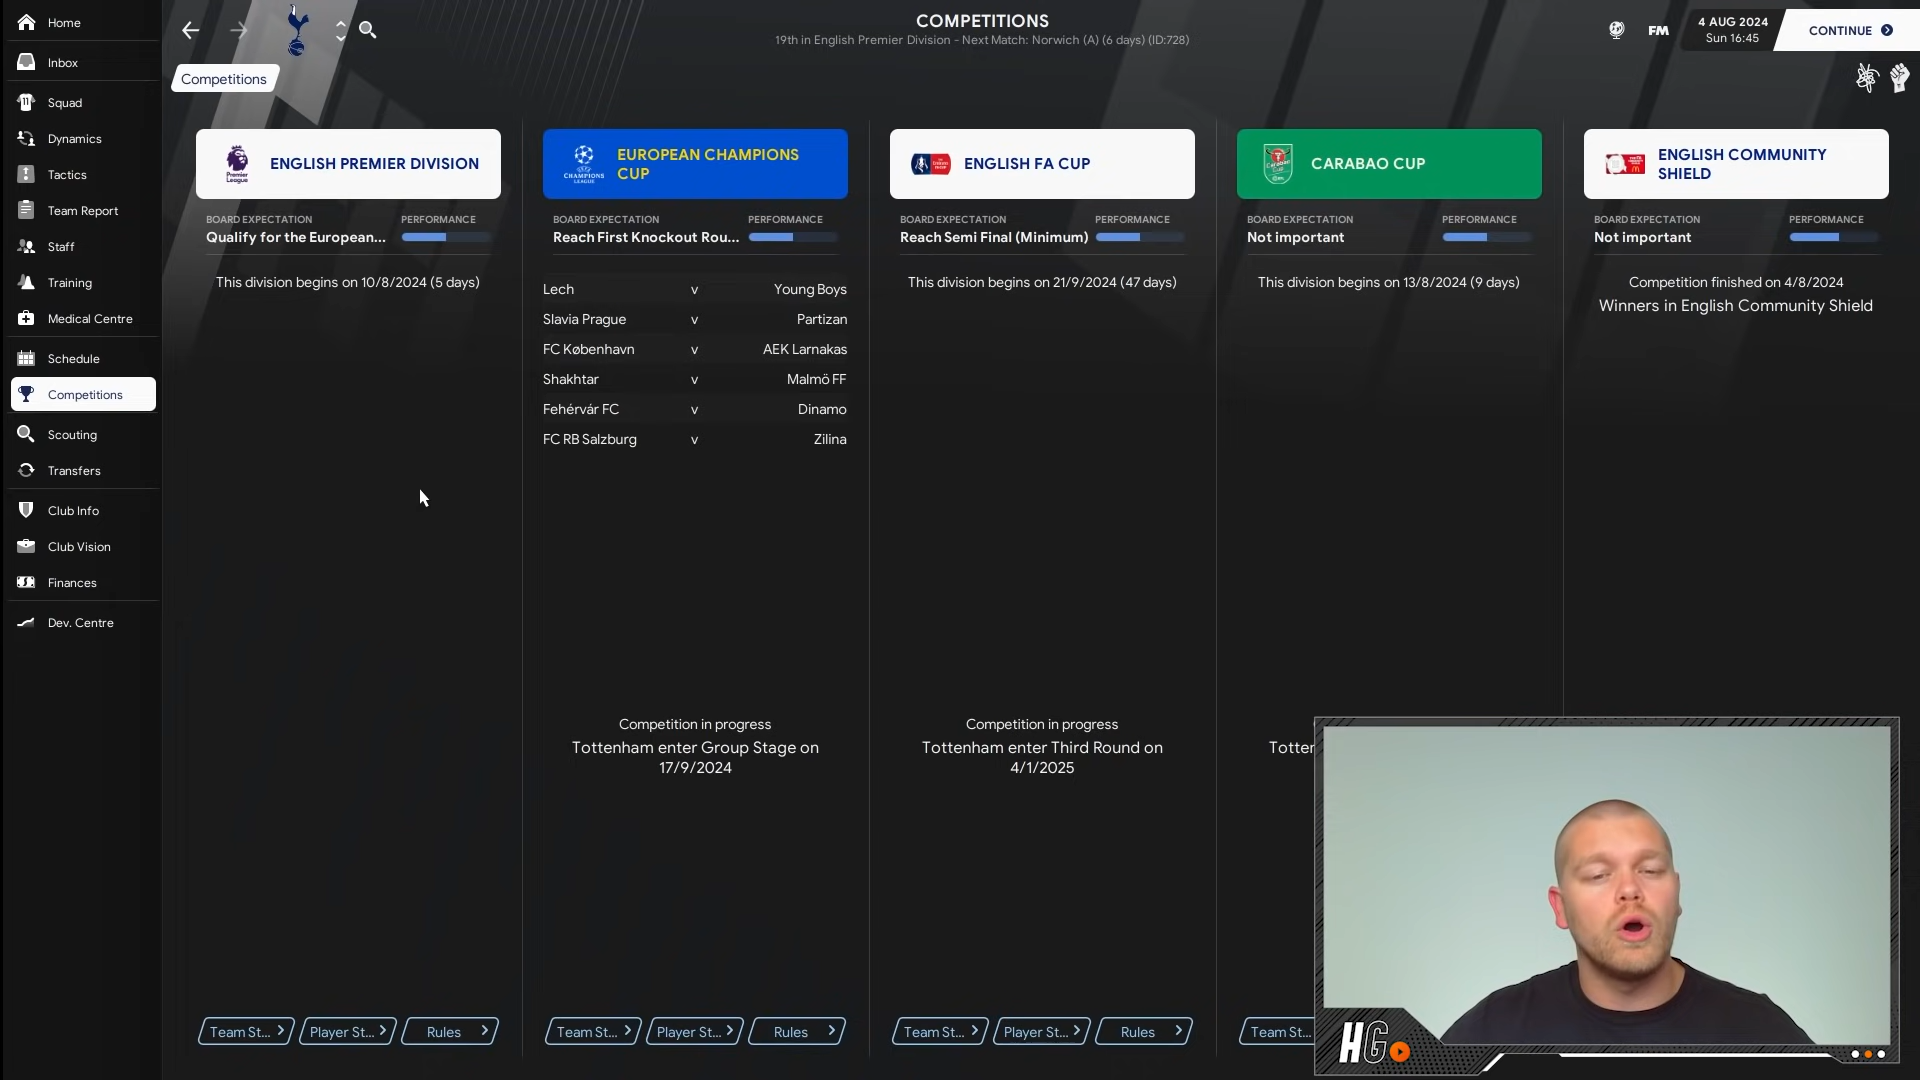 Home
Inbox
Squad
Dynamics
Tactics
Team Report
Staff
Training
Medical Centre
Schedule
Competitions
Scouting
Transfers
Club Info
Club Vision
Finances
Dev. Centre
COMPETITIONS
19th in English Premier Division - Next Match: Norwich (A) (6 days) (ID:728)
FM
4 AUG 2024
Sun 16:45
CONTINUE
Competitions
Premier League
ENGLISH PREMIER DIVISION
BOARD EXPECTATION
PERFORMANCE
Qualify for the European...
This division begins on 10/8/2024 (5 days)
Team St...
Player St...
Rules
CHAMPIONS LEAGUE
EUROPEAN CHAMPIONS
CUP
BOARD EXPECTATION
PERFORMANCE
Reach First Knockout Rou...
Lech v Young Boys
Slavia Prague v Partizan
FC København v AEK Larnakas
Shakhtar v Malmö FF
Fehérvár FC v Dinamo
FC RB Salzburg v Zilina
Competition in progress
Tottenham enter Group Stage on
17/9/2024
Team St...
Player St...
Rules
ENGLISH FA CUP
BOARD EXPECTATION
PERFORMANCE
Reach Semi Final (Minimum)
This division begins on 21/9/2024 (47 days)
Competition in progress
Tottenham enter Third Round on
4/1/2025
Team St...
Player St...
Rules
CARABAO CUP
BOARD EXPECTATION
PERFORMANCE
Not important
This division begins on 13/8/2024 (9 days)
Totter
Team St...
ENGLISH COMMUNITY
SHIELD
BOARD EXPECTATION
PERFORMANCE
Not important
Competition finished on 4/8/2024
Winners in English Community Shield
HG